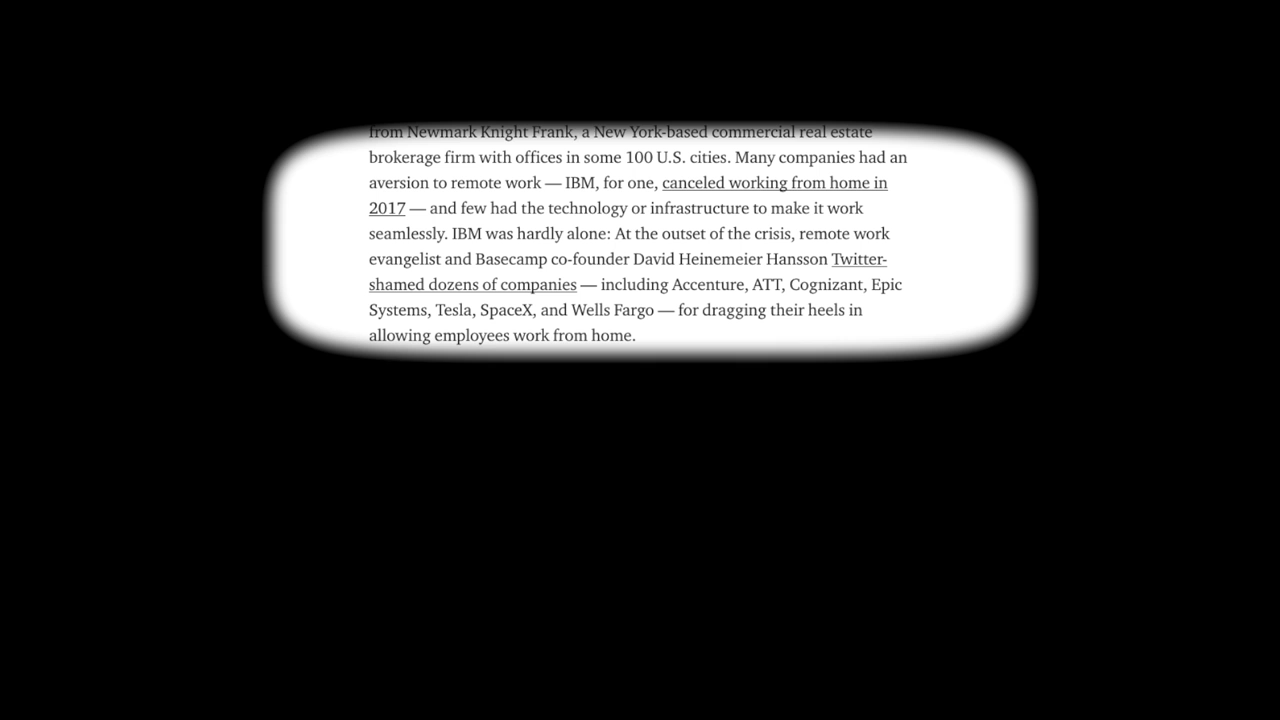 from Newmark Knight Frank, a New York-based commercial real estate
brokerage firm with offices in some 100 U.S. cities. Many companies had an
aversion to remote work — IBM, for one, canceled working from home in
2017 — and few had the technology or infrastructure to make it work
seamlessly. IBM was hardly alone: At the outset of the crisis, remote work
evangelist and Basecamp co-founder David Heinemeier Hansson Twitter-
shamed dozens of companies — including Accenture, ATT, Cognizant, Epic
Systems, Tesla, SpaceX, and Wells Fargo — for dragging their heels in
allowing employees work from home.